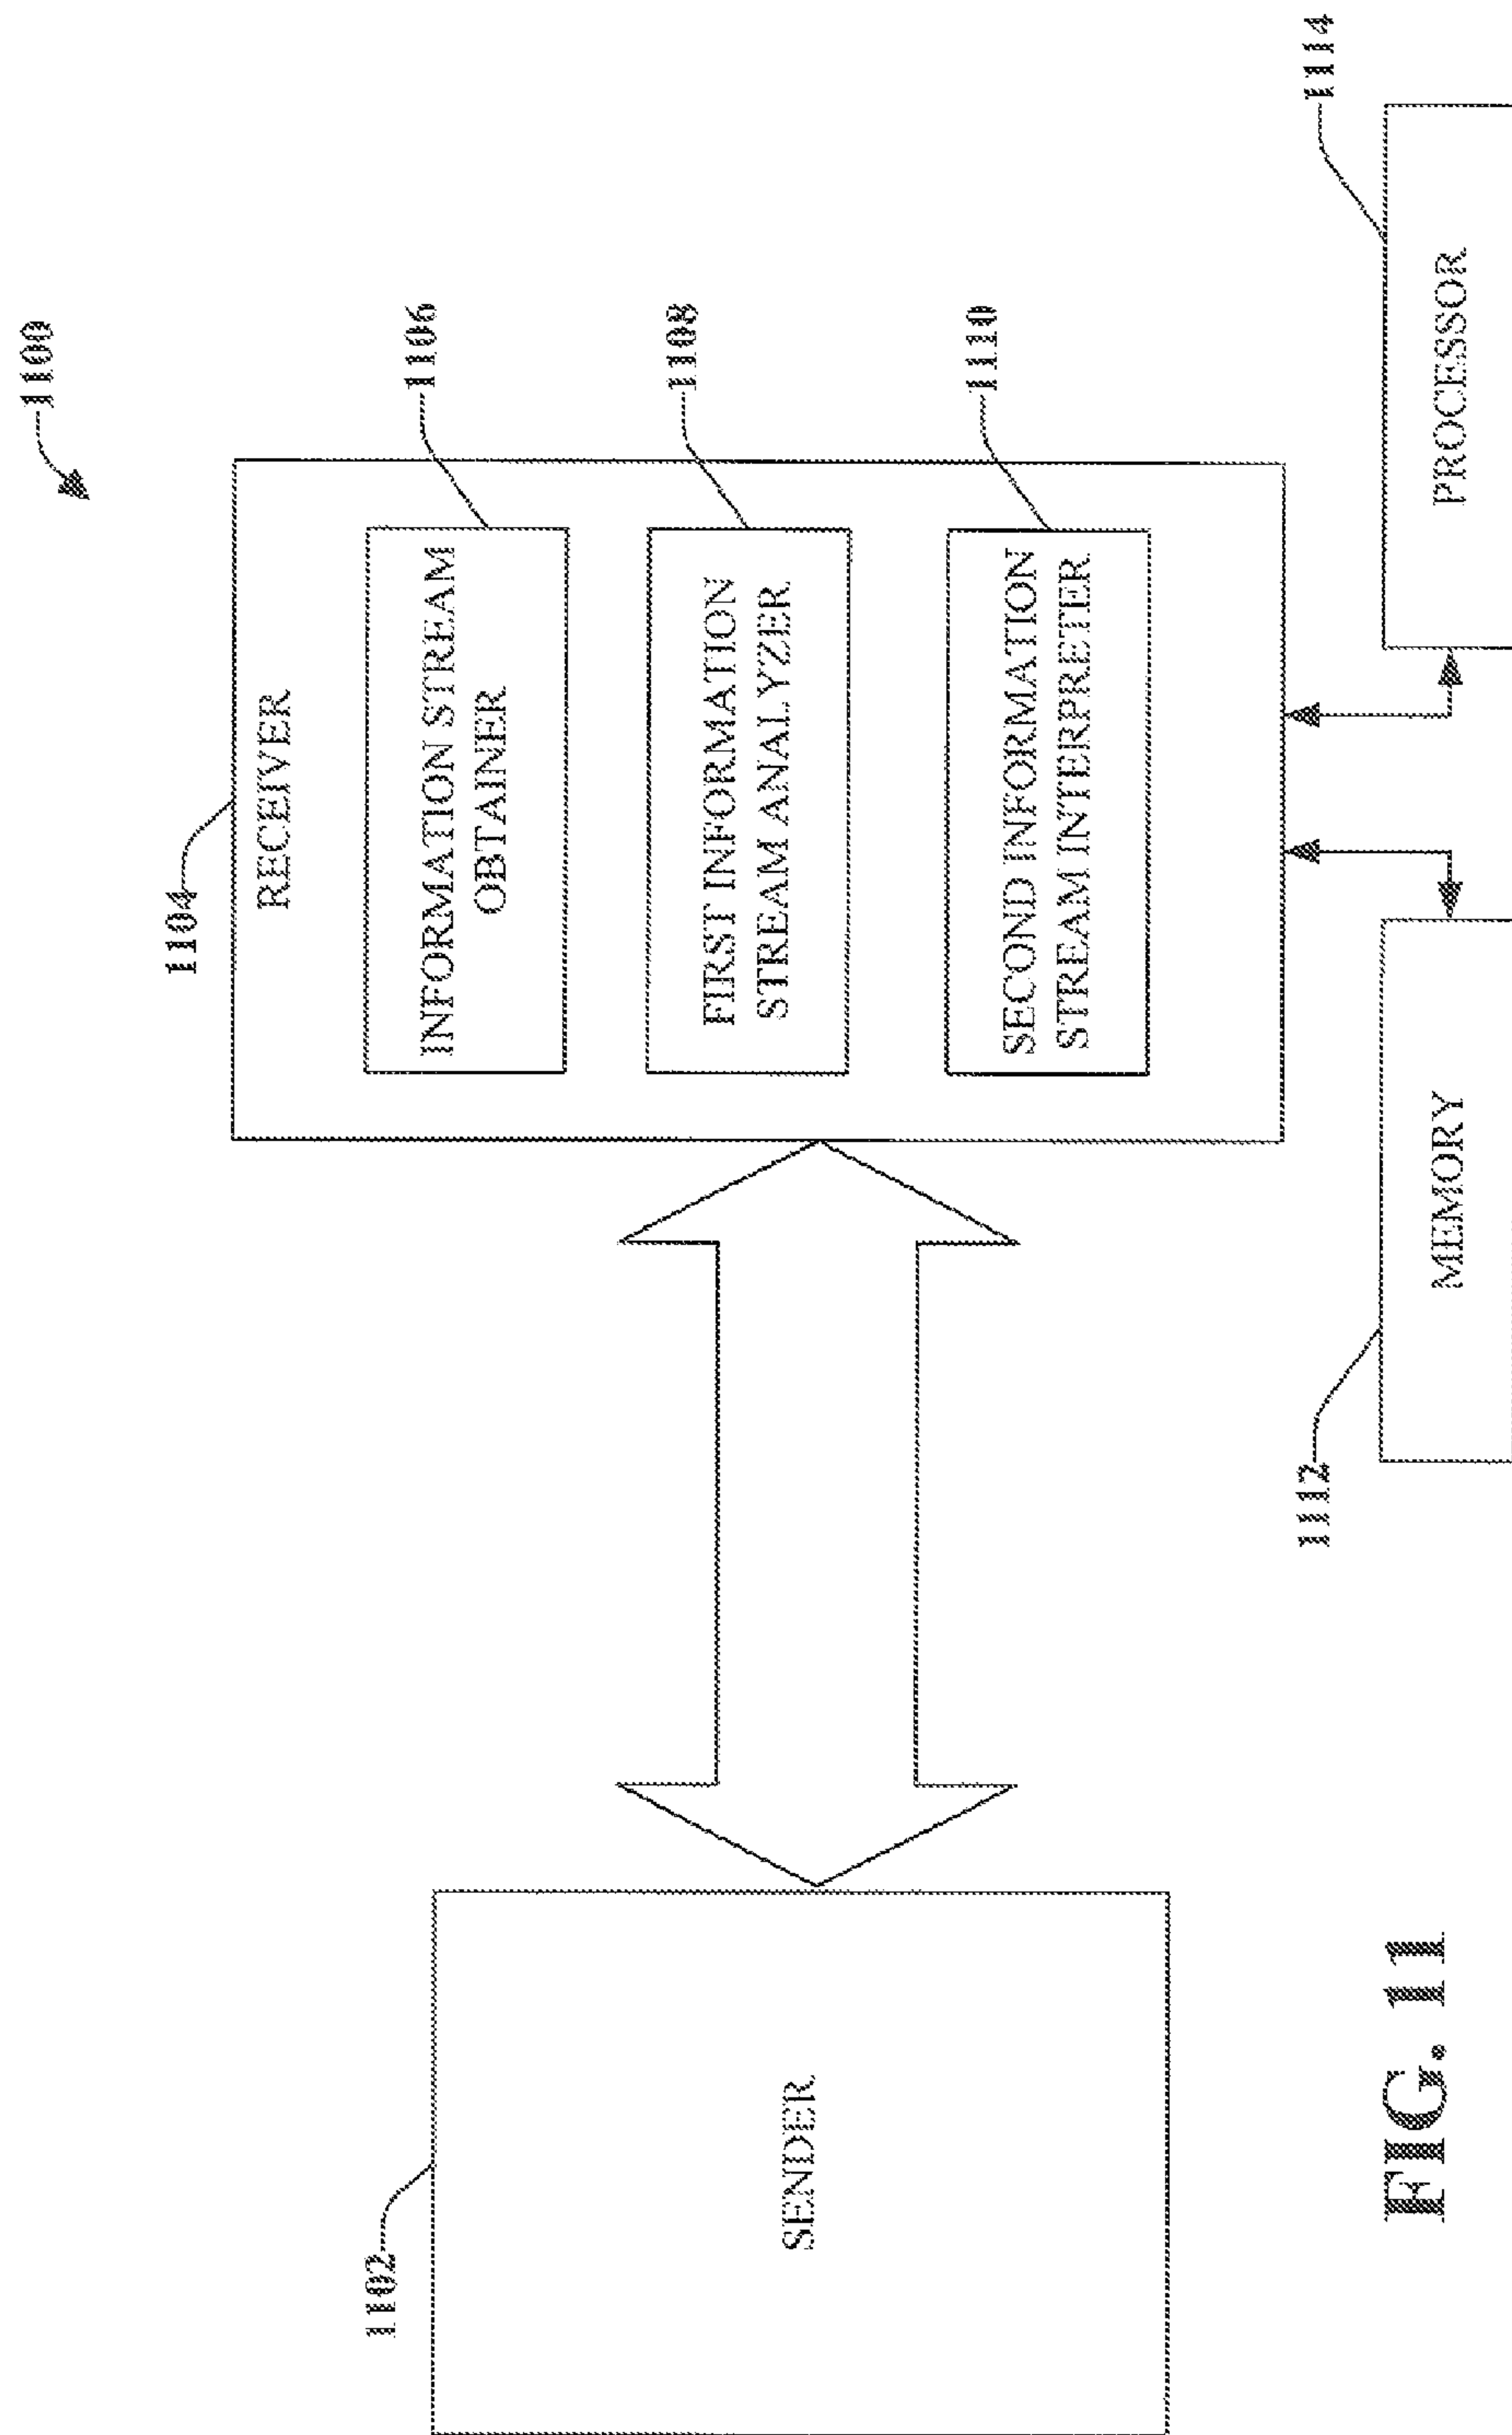 1100
1104
RECEIVER
1102
SENDER
INFORMATION STREAM
OBTAINER
1106
FIRST INFORMATION
STREAM ANALYZER
1108
SECOND INFORMATION
STREAM INTERPRETER
1110
1112
MEMORY
1114
PROCESSOR
FIG. 11